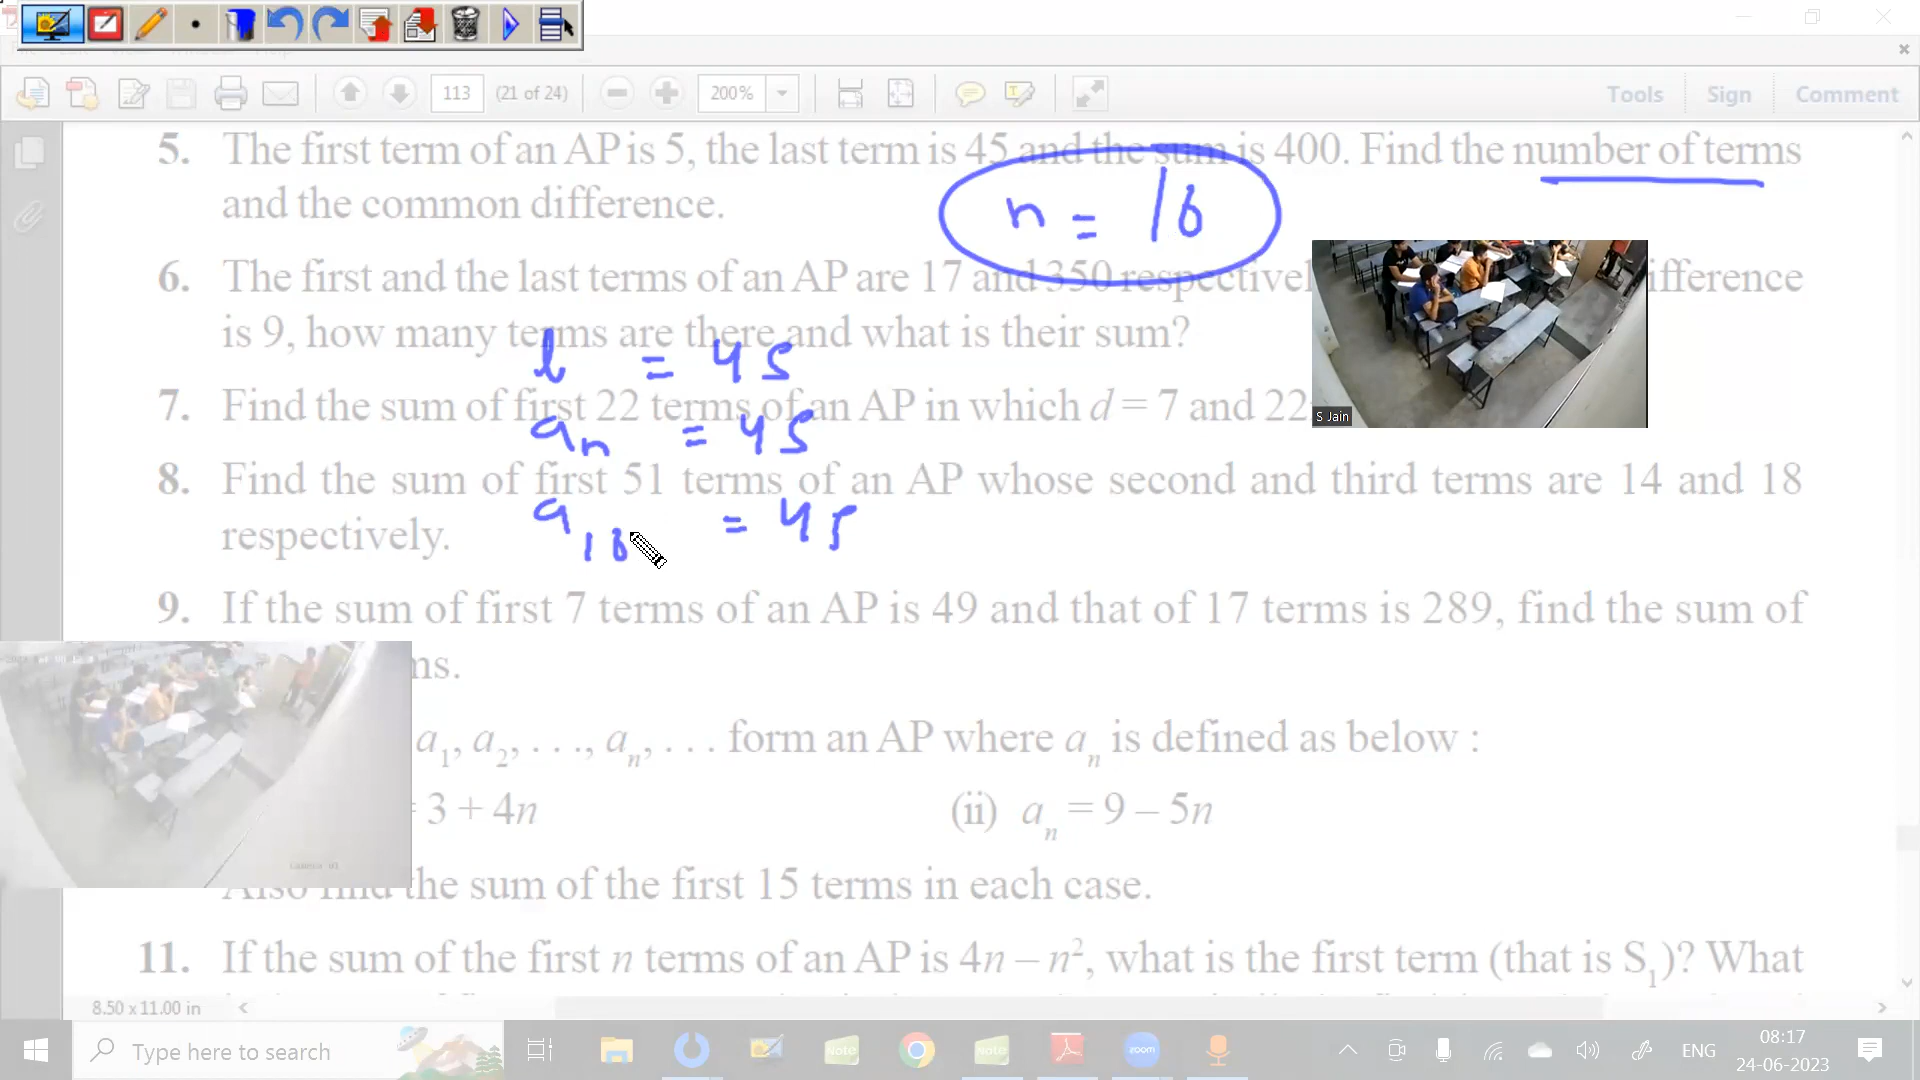 113 (21 of 24) 200% Tools Sign Comment
5. The first term of an AP is 5, the last term is 45 and the sum is 400. Find the number of terms
and the common difference.
n = 16
6. The first and the last terms of an AP are 17 and 350 respectivel ifference
is 9, how many terms are there and what is their sum?
l = 45
7. Find the sum of first 22 terms of an AP in which d = 7 and 22
S Jain
an = 45
8. Find the sum of first 51 terms of an AP whose second and third terms are 14 and 18
respectively.
a16 = 45
9. If the sum of first 7 terms of an AP is 49 and that of 17 terms is 289, find the sum of
ms.
a1, a2, . . ., an, . . . form an AP where an is defined as below :
= 3 + 4n (ii) an = 9 – 5n
Also find the sum of the first 15 terms in each case.
11. If the sum of the first n terms of an AP is 4n – n², what is the first term (that is S1)? What
8.50 x 11.00 in
Type here to search
Note
Note
zoom
ENG
08:17
24-06-2023